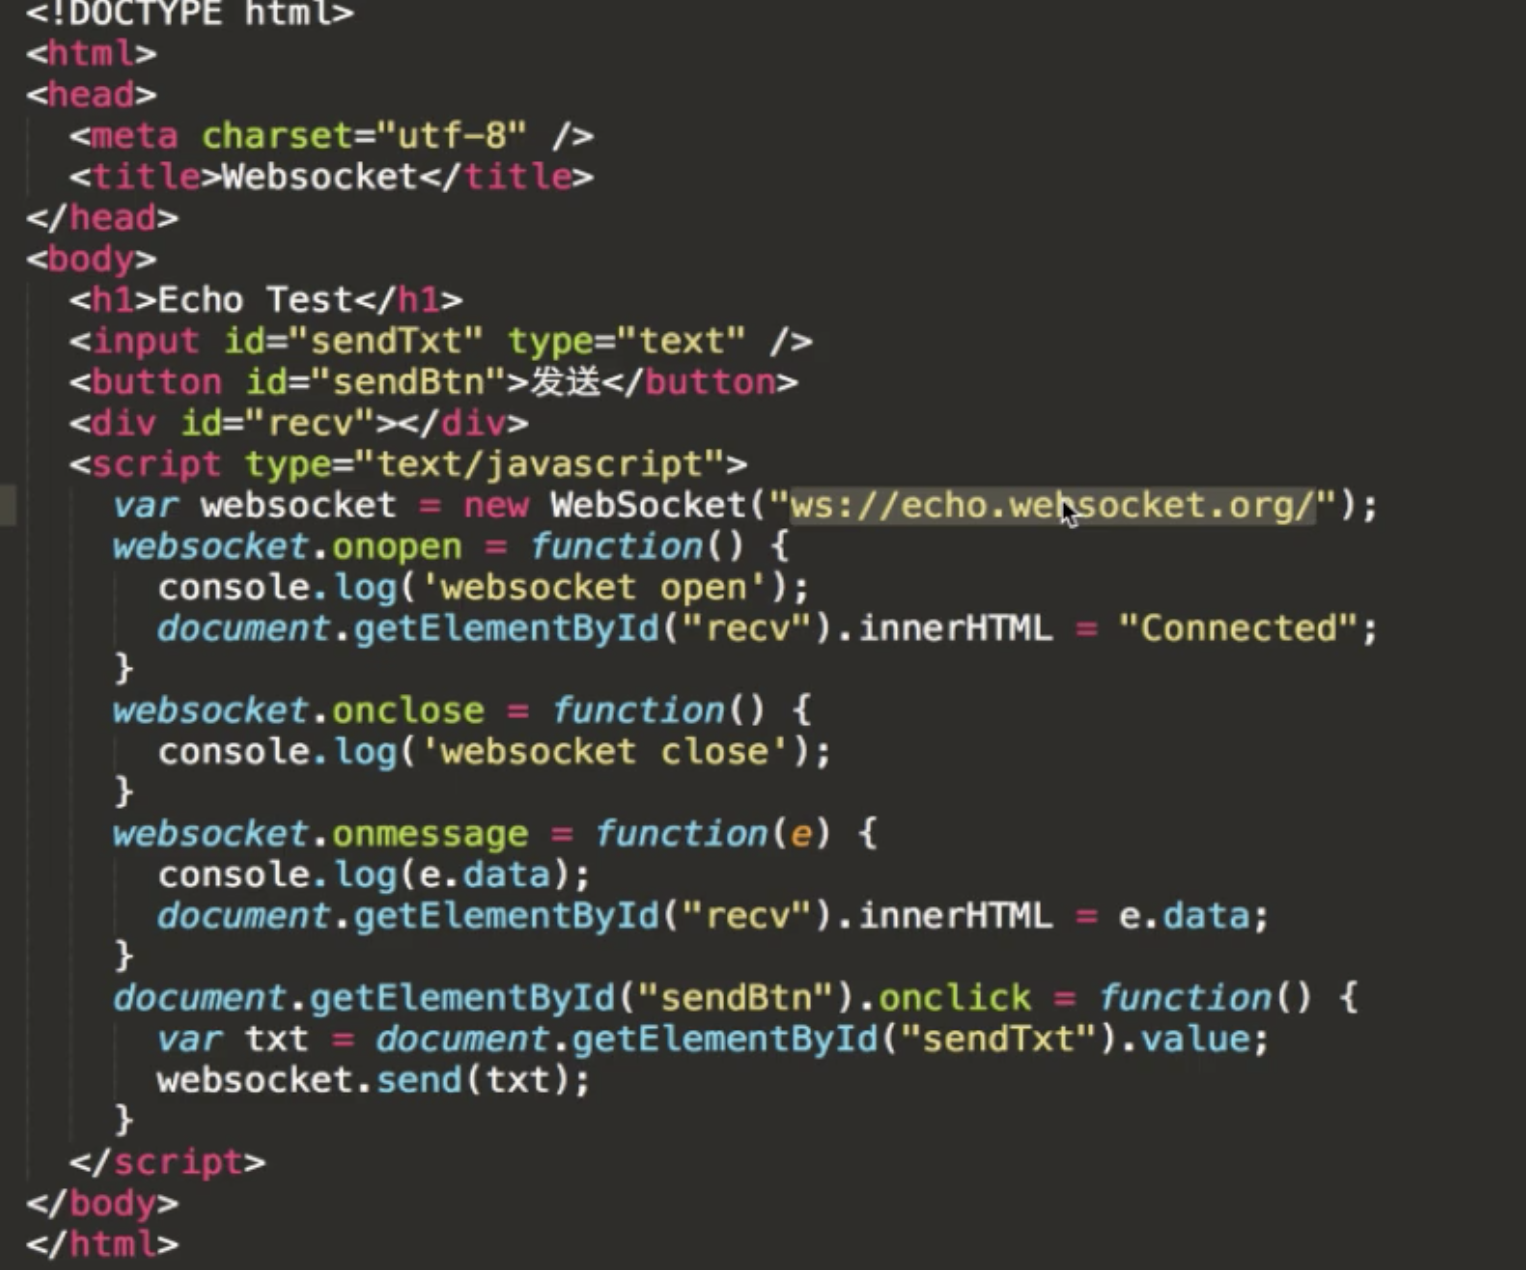 <!DOCTYPE html>
<html>
<head>
  <meta charset="utf-8" />
  <title>Websocket</title>
</head>
<body>
  <h1>Echo Test</h1>
  <input id="sendTxt" type="text" />
  <button id="sendBtn">发送</button>
  <div id="recv"></div>
  <script type="text/javascript">
    var websocket = new WebSocket("ws://echo.websocket.org/");
    websocket.onopen = function() {
      console.log('websocket open');
      document.getElementById("recv").innerHTML = "Connected";
    }
    websocket.onclose = function() {
      console.log('websocket close');
    }
    websocket.onmessage = function(e) {
      console.log(e.data);
      document.getElementById("recv").innerHTML = e.data;
    }
    document.getElementById("sendBtn").onclick = function() {
      var txt = document.getElementById("sendTxt").value;
      websocket.send(txt);
    }
  </script>
</body>
</html>